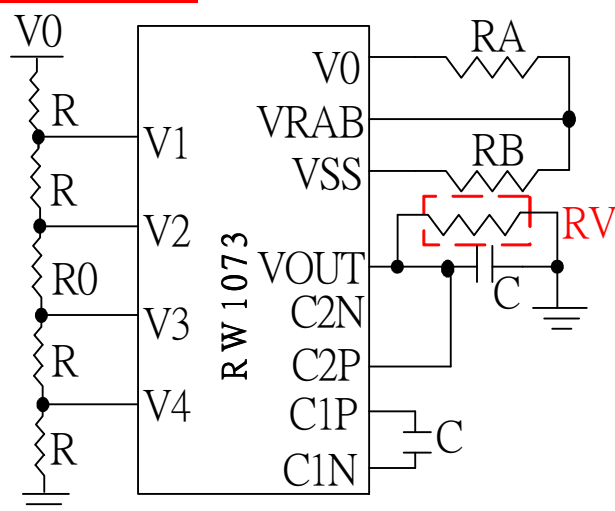 V0
R
R
R0
R
R
V1
V2
V3
V4
RW1073
V0
VRAB
VSS
VOUT
C2N
C2P
C1P
C1N
RA
RB
RV
C
C